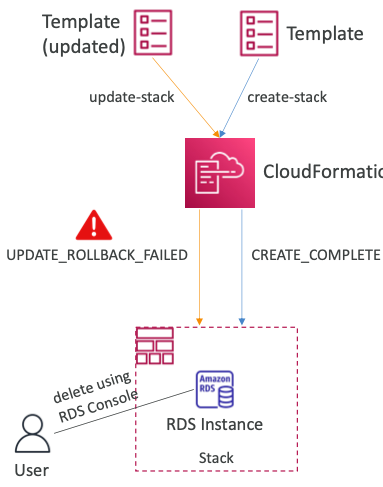 Template
(updated)
Template
update-stack
create-stack
CloudFormatic
UPDATE_ROLLBACK_FAILED
CREATE_COMPLETE
delete using
RDS Console
Amazon
RDS
RDS Instance
User
Stack